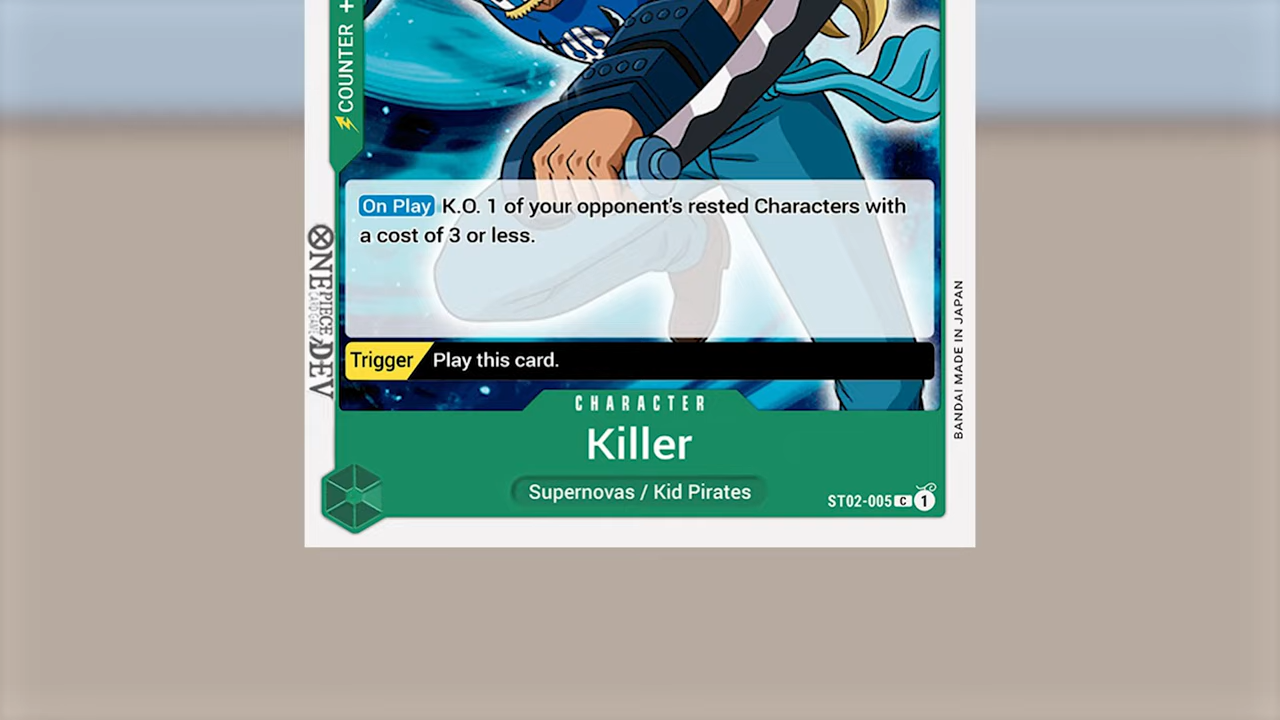 COUNTER +
On Play K.O. 1 of your opponent's rested Characters with
a cost of 3 or less.
Trigger Play this card.
CHARACTER
Killer
Supernovas / Kid Pirates
ST02-005 C 1
ONE PIECE
CARD GAME
DEV
BANDAI MADE IN JAPAN